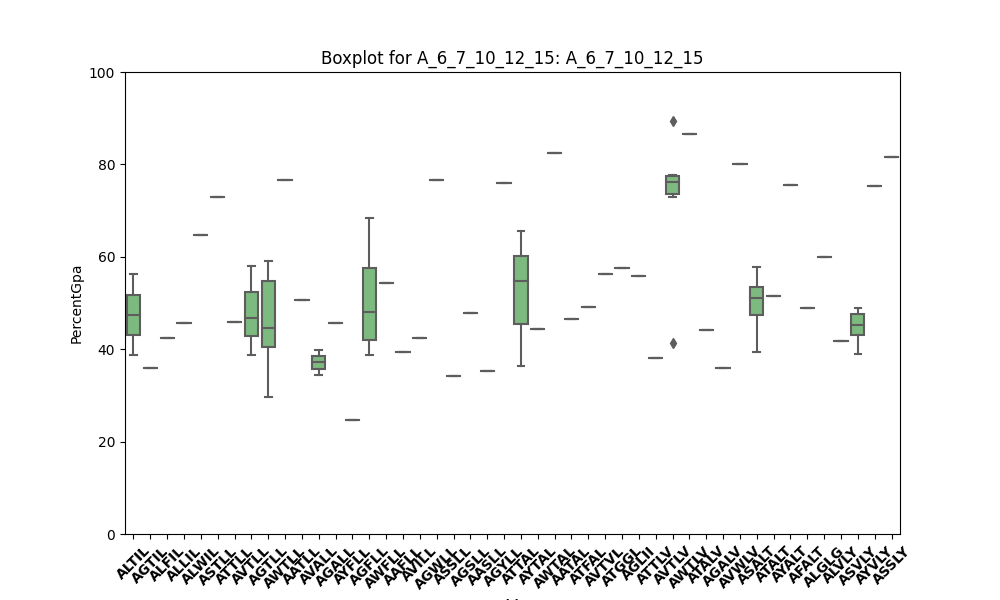 Boxplot for A_6_7_10_12_15: A_6_7_10_12_15
PercentGpa
100
80
60
40
20
0
ALTIL
AGTIL
ALFIL
ALLIL
ALWIL
ASTLL
ATTLL
AVTLL
AGTLL
AWTLL
AATLL
AVALL
AGALL
AYFLL
AGFLL
AWFLL
AAFLL
AVILL
AGWLL
ASSLL
AGSLL
AASLL
AGYLL
ATTAL
AYTAL
AWTAL
AATAL
ATFAL
AVTVL
ATGGI
AGLII
ATTLV
AVTLV
AWTLV
ATALV
AGALV
AVWLV
ASALT
ATALT
AYALT
AFALT
ALGLG
ALVLY
ASVLY
AYVLY
ASSLY